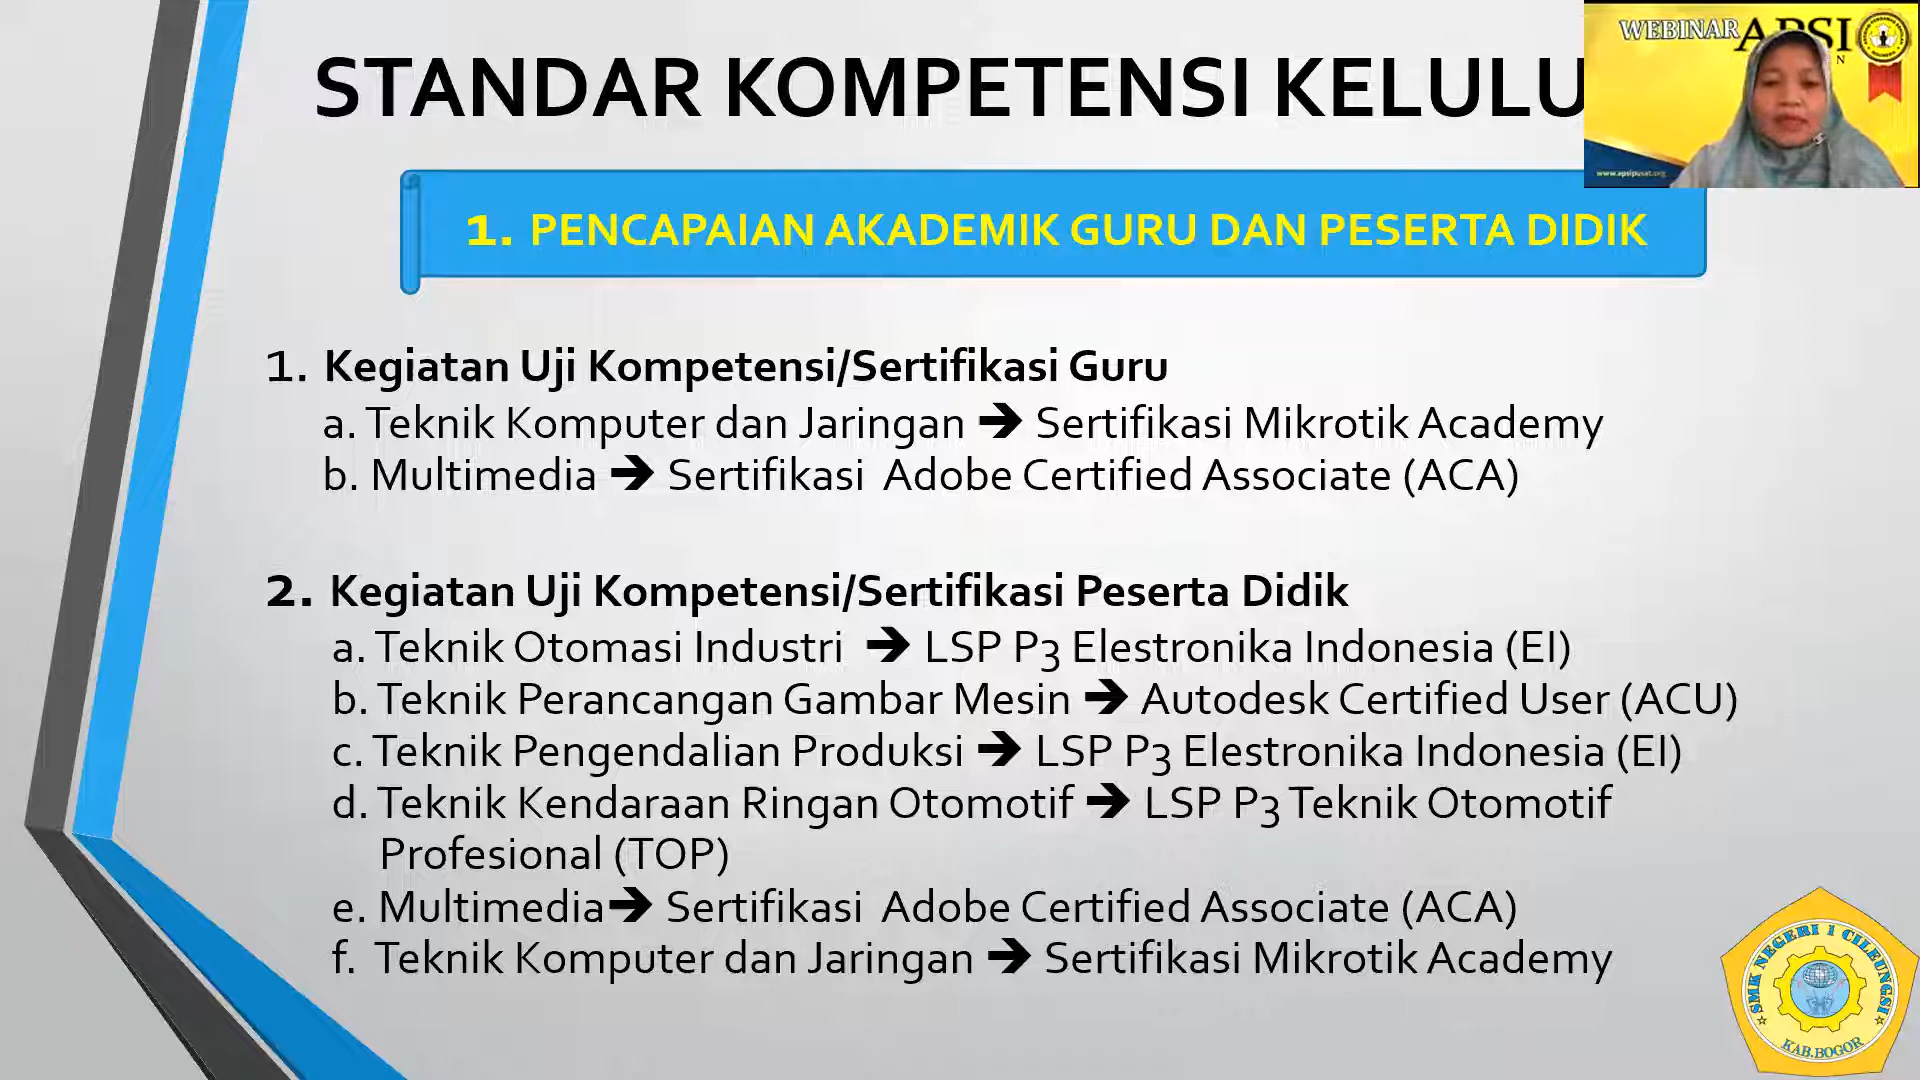 STANDAR KOMPETENSI KELULU
WEBINAR APSI
www.apsipusat.org
1. PENCAPAIAN AKADEMIK GURU DAN PESERTA DIDIK
1. Kegiatan Uji Kompetensi/Sertifikasi Guru
a. Teknik Komputer dan Jaringan ➔ Sertifikasi Mikrotik Academy
b. Multimedia ➔ Sertifikasi Adobe Certified Associate (ACA)
2. Kegiatan Uji Kompetensi/Sertifikasi Peserta Didik
a. Teknik Otomasi Industri ➔ LSP P3 Elestronika Indonesia (EI)
b. Teknik Perancangan Gambar Mesin ➔ Autodesk Certified User (ACU)
c. Teknik Pengendalian Produksi ➔ LSP P3 Elestronika Indonesia (EI)
d. Teknik Kendaraan Ringan Otomotif ➔ LSP P3 Teknik Otomotif
Profesional (TOP)
e. Multimedia➔ Sertifikasi Adobe Certified Associate (ACA)
f. Teknik Komputer dan Jaringan ➔ Sertifikasi Mikrotik Academy
SMK NEGERI 1 CILEUNGSI
KAB.BOGOR